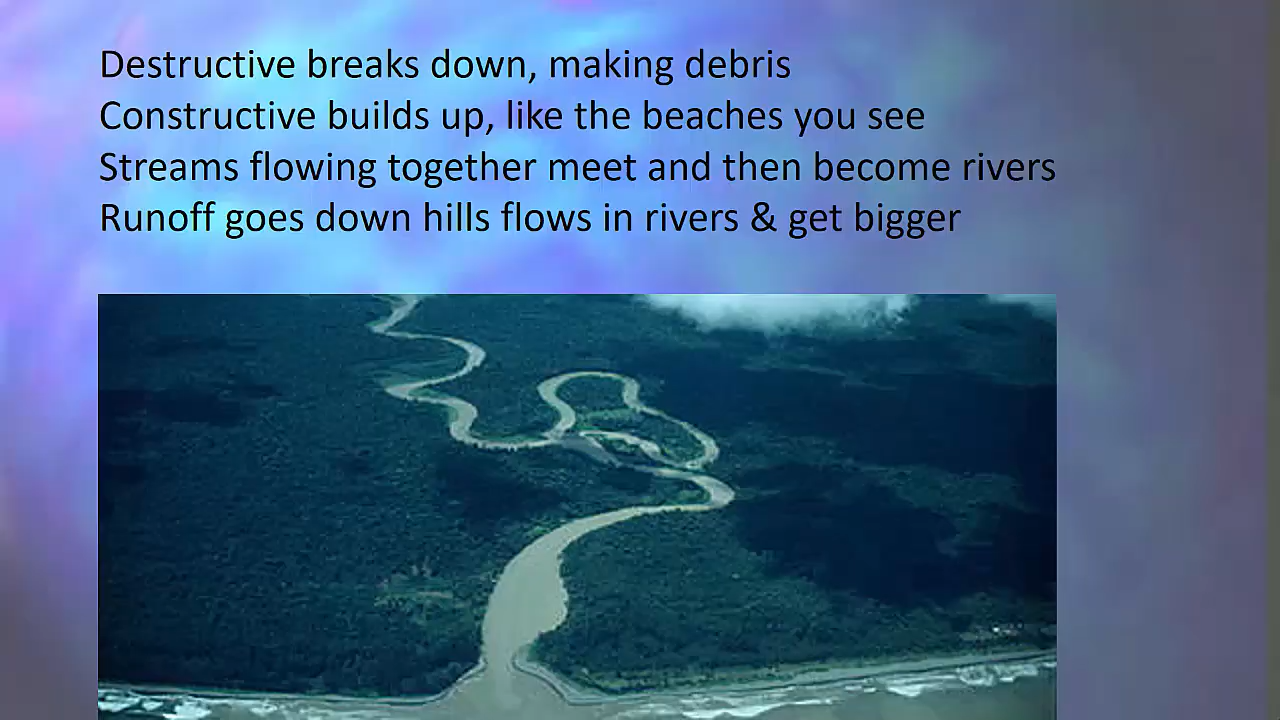 Destructive breaks down, making debris
Constructive builds up, like the beaches you see
Streams flowing together meet and then become rivers
Runoff goes down hills flows in rivers & get bigger